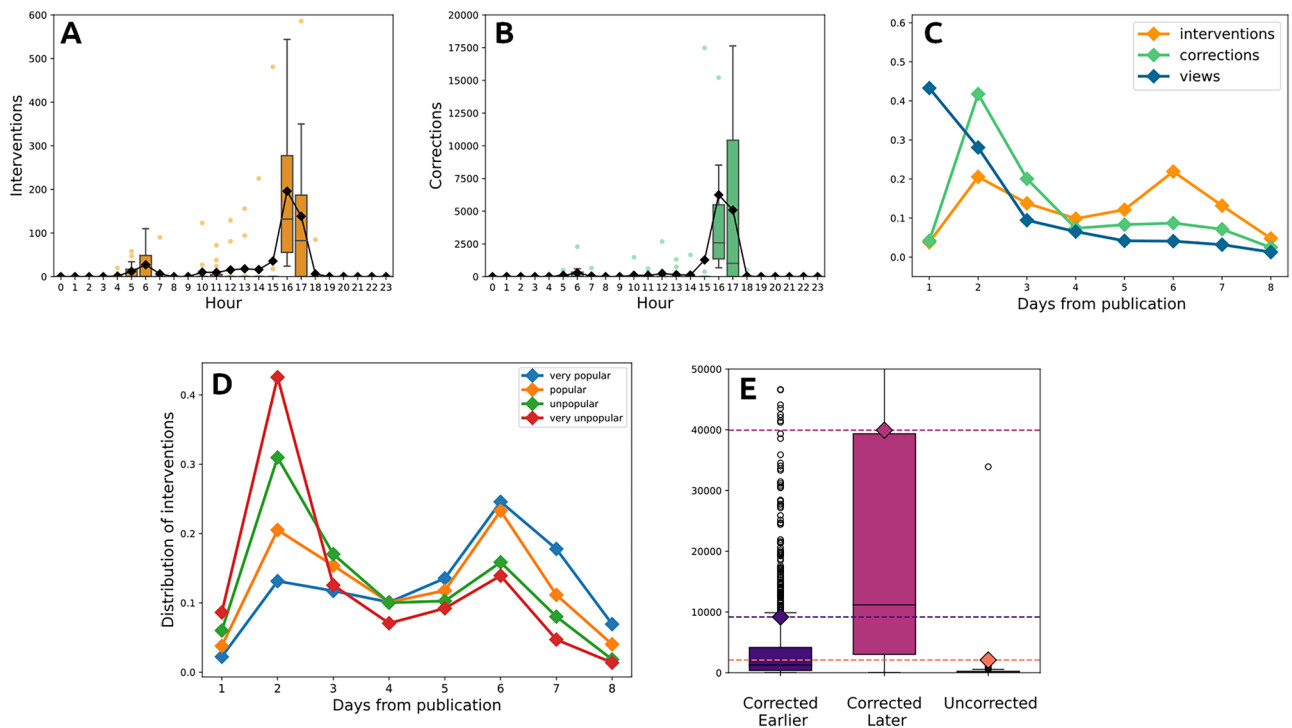 A
Interventions
600
500
400
300
200
100
0
0 1 2 3 4 5 6 7 8 9 10 11 12 13 14 15 16 17 18 19 20 21 22 23
Hour
B
Corrections
20000
17500
15000
12500
10000
7500
5000
2500
0
0 1 2 3 4 5 6 7 8 9 10 11 12 13 14 15 16 17 18 19 20 21 22 23
Hour
C
interventions
corrections
views
0.6
0.5
0.4
0.3
0.2
0.1
0.0
1 2 3 4 5 6 7 8
Days from publication
D
very popular
popular
unpopular
very unpopular
Distribution of interventions
0.4
0.3
0.2
0.1
0.0
1 2 3 4 5 6 7 8
Days from publication
E
50000
40000
30000
20000
10000
0
Corrected Earlier
Corrected Later
Uncorrected